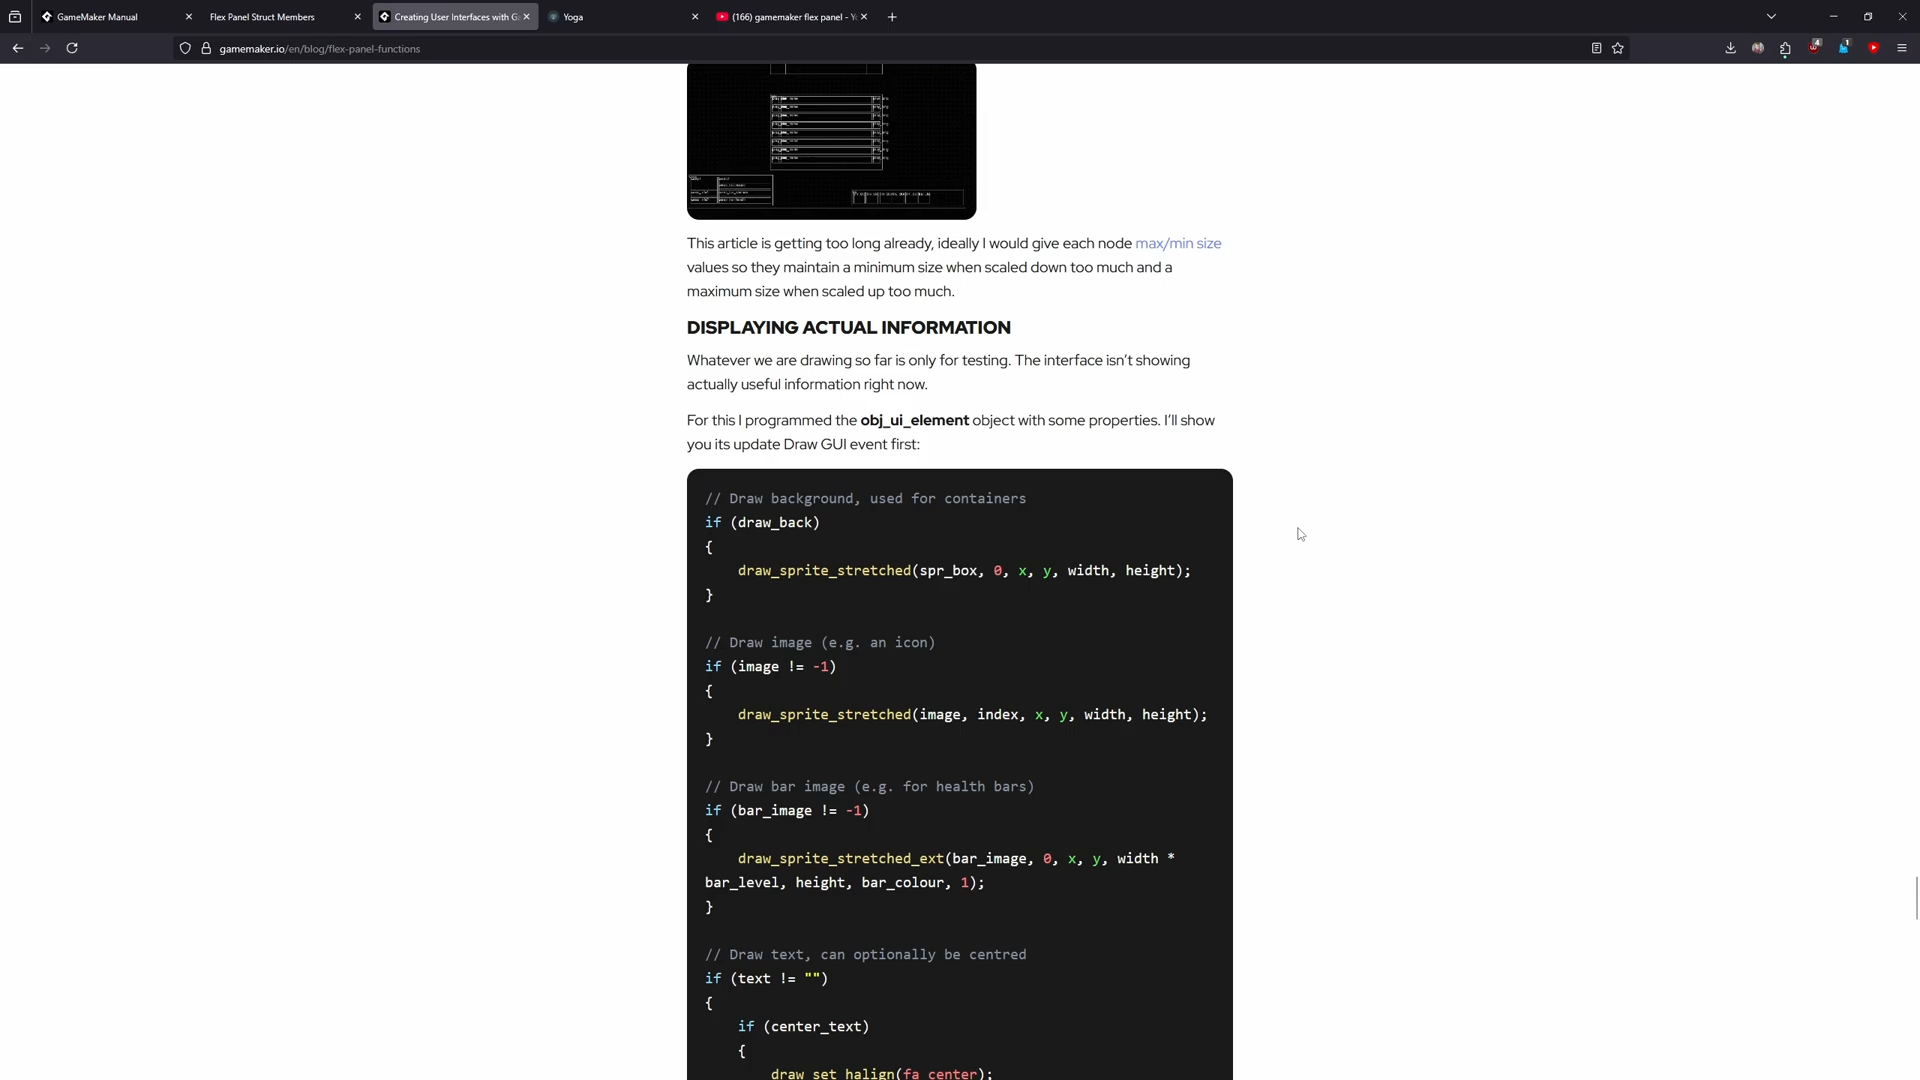 GameMaker Manual
Flex Panel Struct Members
Creating User Interfaces with G
Yoga
(166) gamemaker flex panel - Y
gamemaker.io/en/blog/flex-panel-functions
4
1
This article is getting too long already, ideally I would give each node max/min size
values so they maintain a minimum size when scaled down too much and a
maximum size when scaled up too much.
DISPLAYING ACTUAL INFORMATION
Whatever we are drawing so far is only for testing. The interface isn’t showing
actually useful information right now.
For this I programmed the obj_ui_element object with some properties. I’ll show
you its update Draw GUI event first:
// Draw background, used for containers
if (draw_back)
{
draw_sprite_stretched(spr_box, 0, x, y, width, height);
}
// Draw image (e.g. an icon)
if (image != -1)
{
draw_sprite_stretched(image, index, x, y, width, height);
}
// Draw bar image (e.g. for health bars)
if (bar_image != -1)
{
draw_sprite_stretched_ext(bar_image, 0, x, y, width *
bar_level, height, bar_colour, 1);
}
// Draw text, can optionally be centred
if (text != "")
{
if (center_text)
{
draw_set_halign(fa_center);